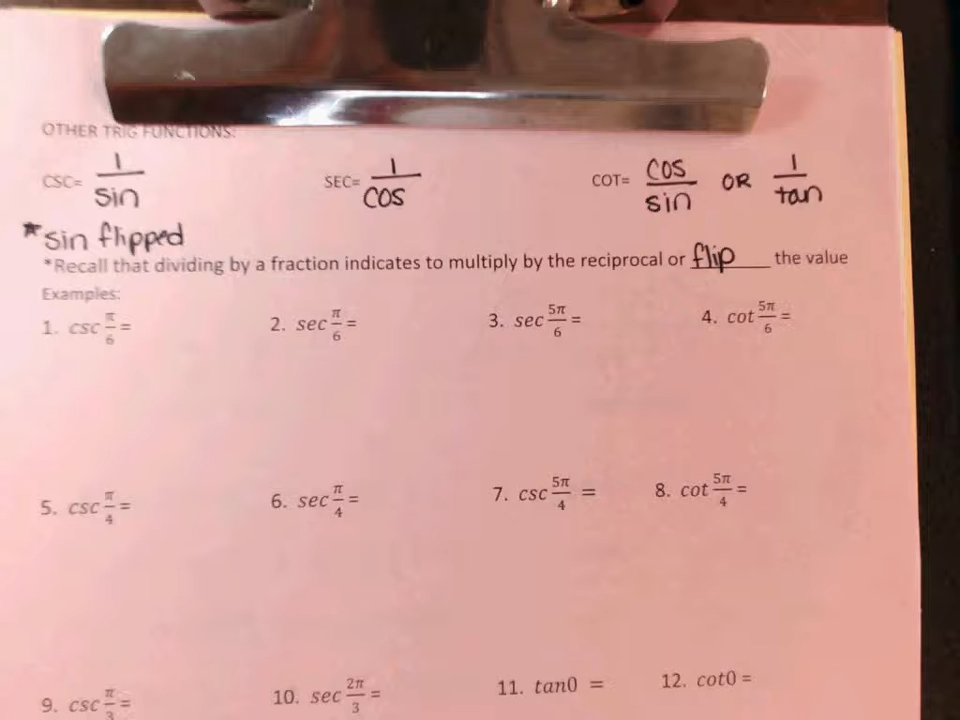 OTHER TRIG FUNCTIONS:
CSC= 1/sin SEC= 1/cos COT= cos/sin OR 1/tan
*sin flipped
*Recall that dividing by a fraction indicates to multiply by the reciprocal or flip the value
Examples:
1. csc π/6 = 2. sec π/6 = 3. sec 5π/6 = 4. cot 5π/6 =
5. csc π/4 = 6. sec π/4 = 7. csc 5π/4 = 8. cot 5π/4 =
9. csc π/3 = 10. sec 2π/3 = 11. tan0 = 12. cot0 =